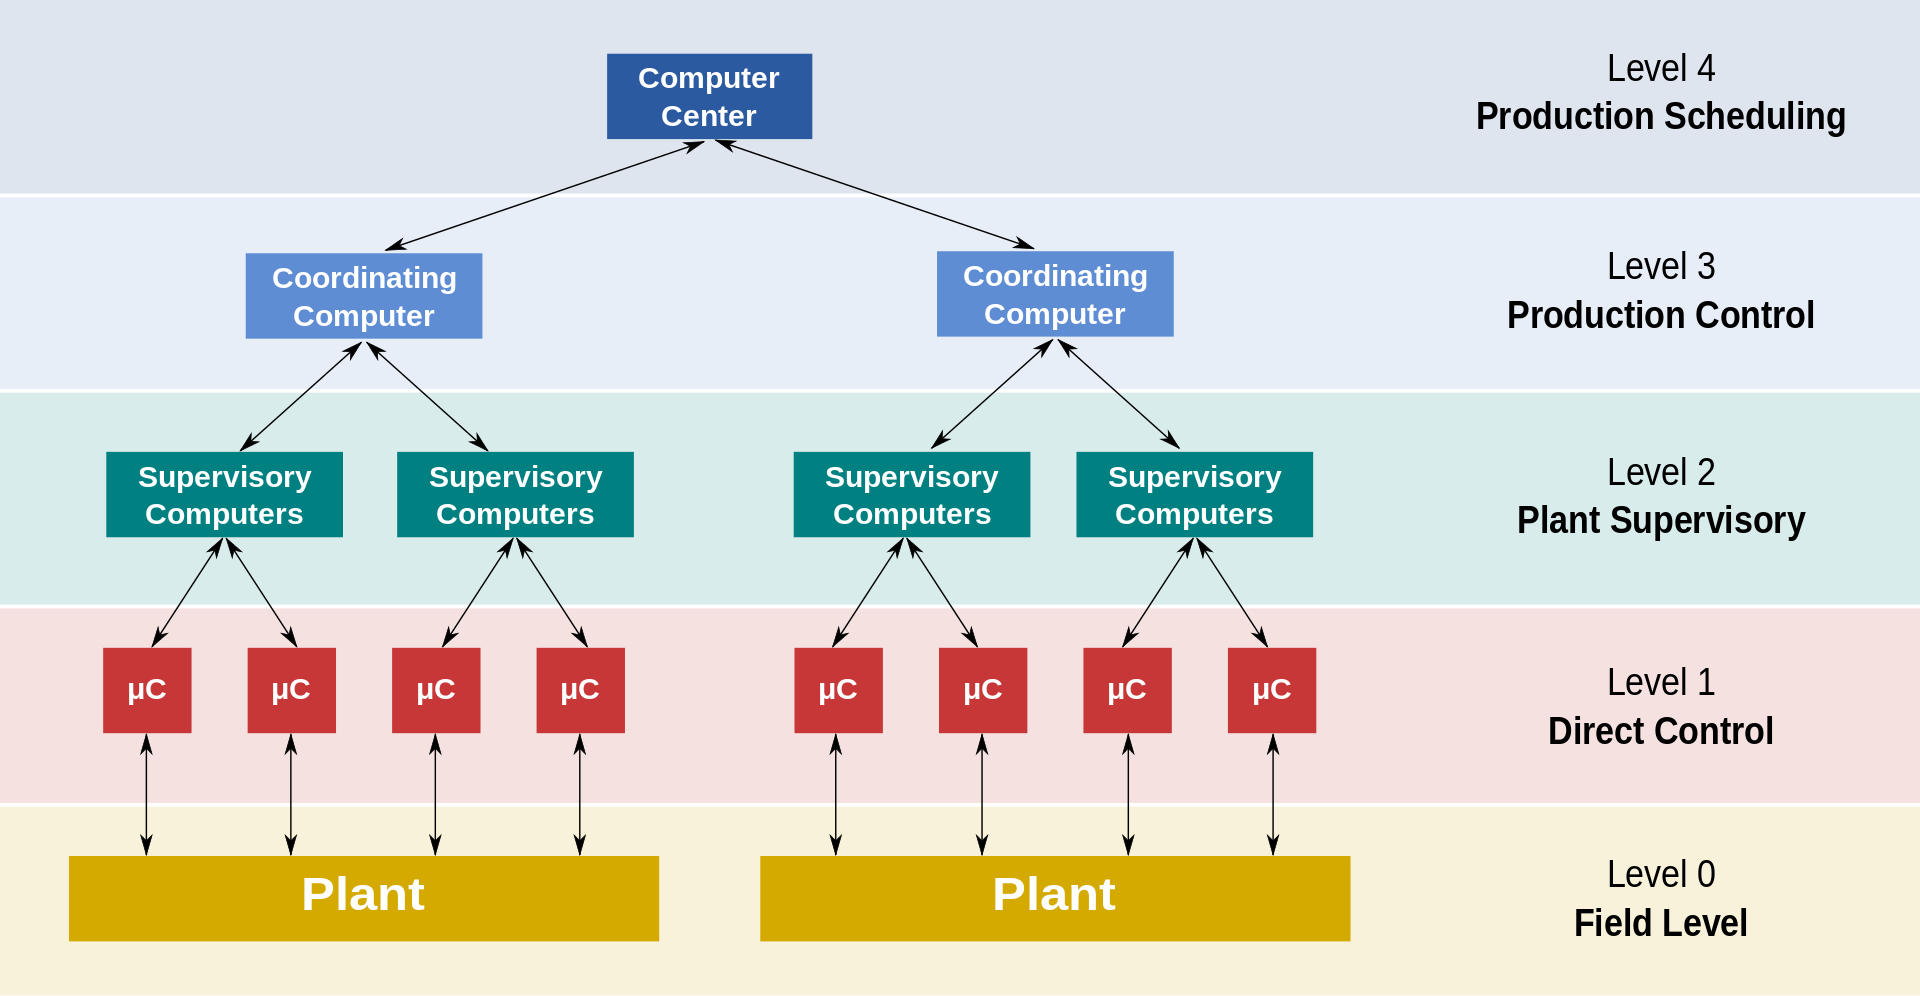 Computer
Center
Level 4
Production Scheduling
Coordinating
Computer
Coordinating
Computer
Level 3
Production Control
Supervisory
Computers
Supervisory
Computers
Supervisory
Computers
Supervisory
Computers
Level 2
Plant Supervisory
µC
µC
µC
µC
µC
µC
µC
µC
Level 1
Direct Control
Plant
Plant
Level 0
Field Level